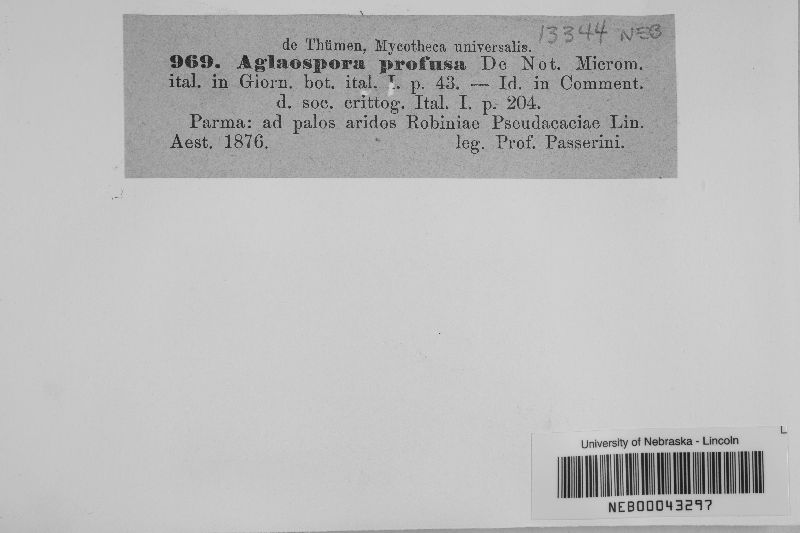 13344 NEB
de Thümen, Mycotheca universalis.
969. Aglaospora profusa De Not. Microm.
ital. in Giorn. bot. ital. I. p. 43. — Id. in Comment.
d. soc. crittog. Ital. I. p. 204.
Parma: ad palos aridos Robiniae Pseudacaciae Lin.
Aest. 1876. leg. Prof. Passerini.
University of Nebraska - Lincoln
NEB00043297